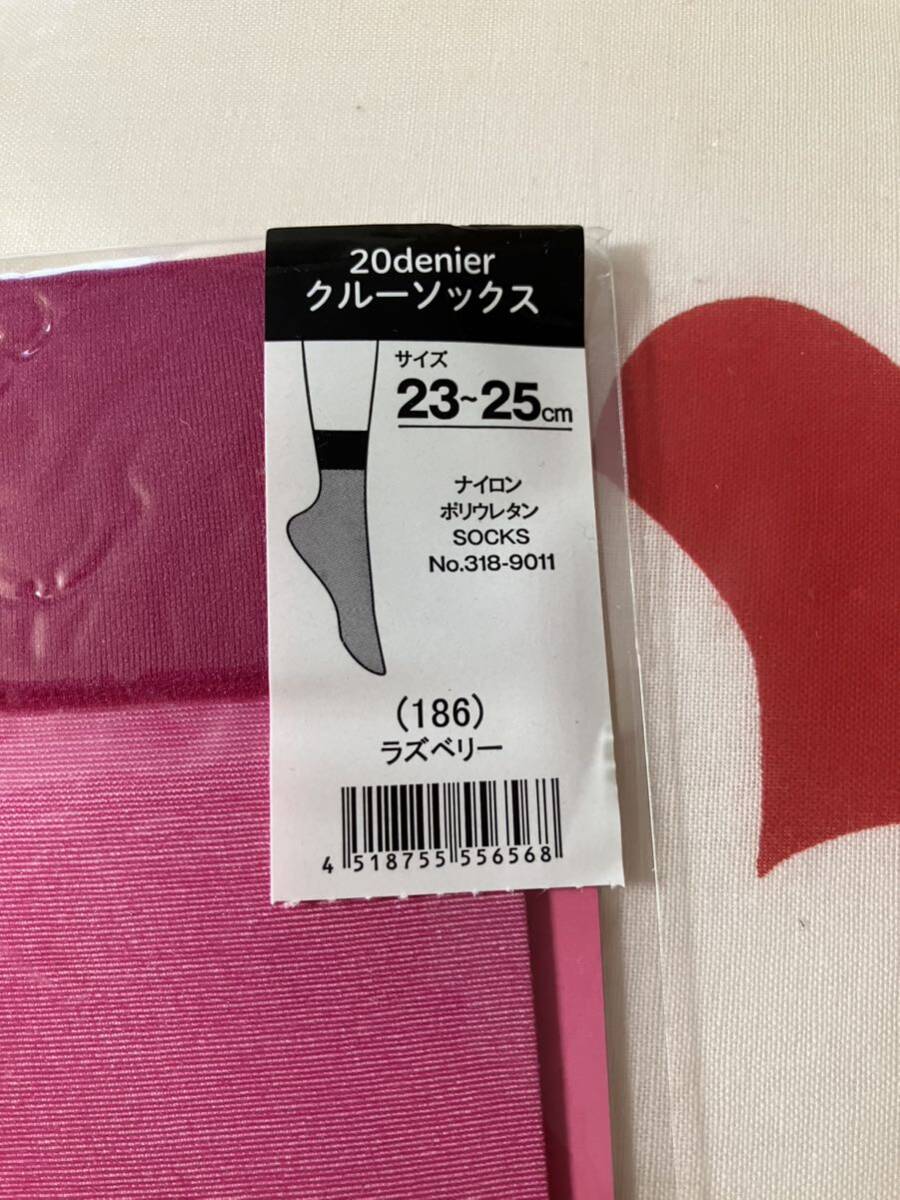 20denier
クルーソックス
サイズ
23~25cm
ナイロン
ポリウレタン
SOCKS
No.318-9011
(186)
ラズベリー
4 518755 556568